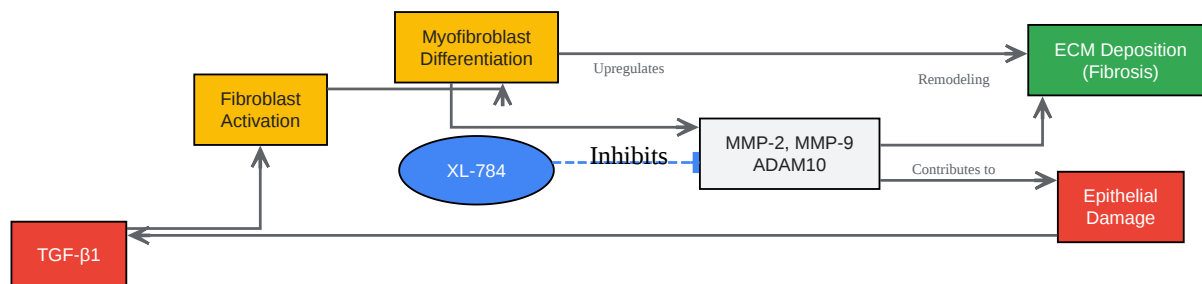 Myofibroblast
Differentiation
ECM Deposition
(Fibrosis)
Upregulates
Remodeling
Fibroblast
Activation
MMP-2, MMP-9
ADAM10
Inhibits
XL-784
Contributes to
Epithelial
Damage
TGF-β1